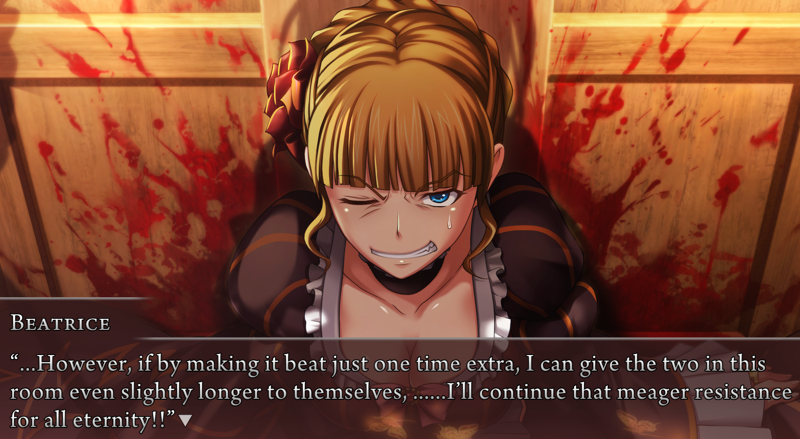 Beatrice
“...However, if by making it beat just one time extra, I can give the two in this
room even slightly longer to themselves, ......I’ll continue that meager resistance
for all eternity!!”